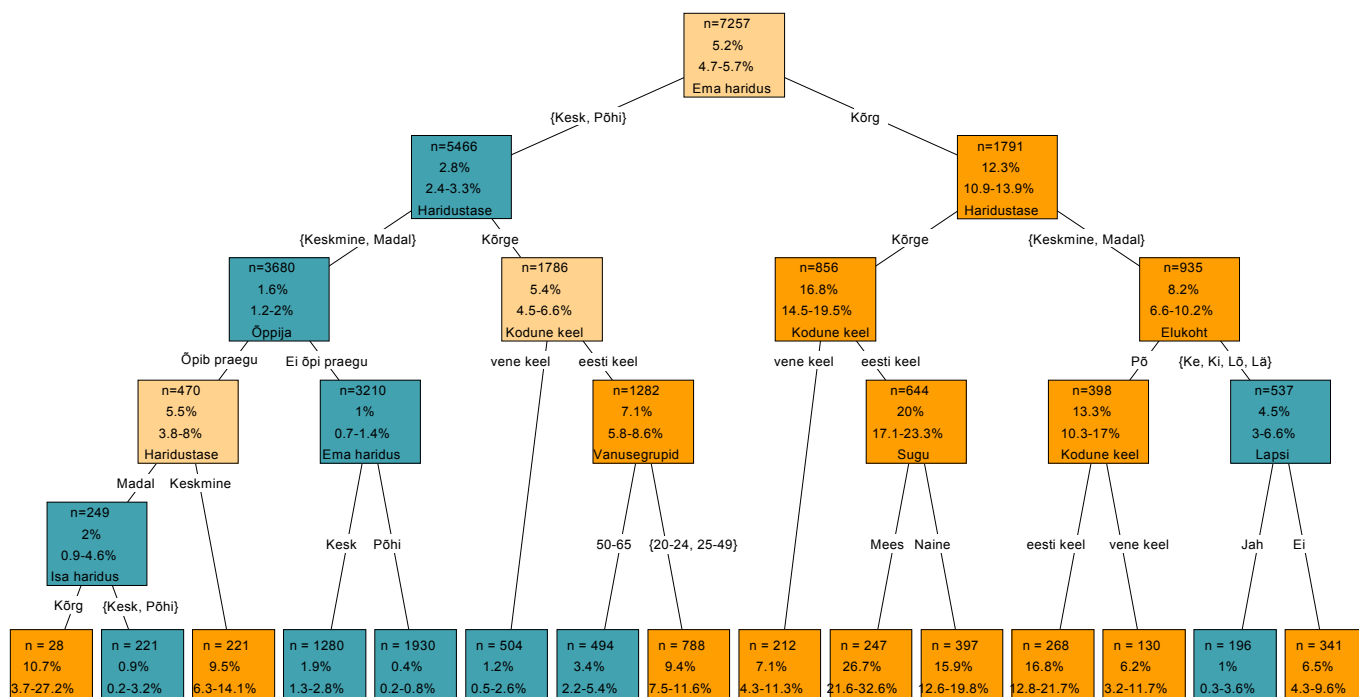 n=7257
5.2%
4.7-5.7%
Ema haridus
{Kesk, Põhi}
Kõrg
n=5466
2.8%
2.4-3.3%
Haridustase
n=1791
12.3%
10.9-13.9%
Haridustase
{Keskmine, Madal}
Kõrge
Kõrge
{Keskmine, Madal}
n=3680
1.6%
1.2-2%
Õppija
n=1786
5.4%
4.5-6.6%
Kodune keel
n=856
16.8%
14.5-19.5%
Kodune keel
n=935
8.2%
6.6-10.2%
Elukoht
Õpib praegu
Ei õpi praegu
vene keel
eesti keel
vene keel
eesti keel
Põ
{Ke, Ki, Lõ, Lä}
n=470
5.5%
3.8-8%
Haridustase
n=3210
1%
0.7-1.4%
Ema haridus
n=1282
7.1%
5.8-8.6%
Vanusegrupid
n=644
20%
17.1-23.3%
Sugu
n=398
13.3%
10.3-17%
Kodune keel
n=537
4.5%
3-6.6%
Lapsi
Madal
Keskmine
n=249
2%
0.9-4.6%
Isa haridus
Kesk
Põhi
50-65
{20-24, 25-49}
Mees
Naine
eesti keel
vene keel
Jah
Ei
Kõrg
{Kesk, Põhi}
n = 28
10.7%
3.7-27.2%
n = 221
0.9%
0.2-3.2%
n = 221
9.5%
6.3-14.1%
n = 1280
1.9%
1.3-2.8%
n = 1930
0.4%
0.2-0.8%
n = 504
1.2%
0.5-2.6%
n = 494
3.4%
2.2-5.4%
n = 788
9.4%
7.5-11.6%
n = 212
7.1%
4.3-11.3%
n = 247
26.7%
21.6-32.6%
n = 397
15.9%
12.6-19.8%
n = 268
16.8%
12.8-21.7%
n = 130
6.2%
3.2-11.7%
n = 196
1%
0.3-3.6%
n = 341
6.5%
4.3-9.6%